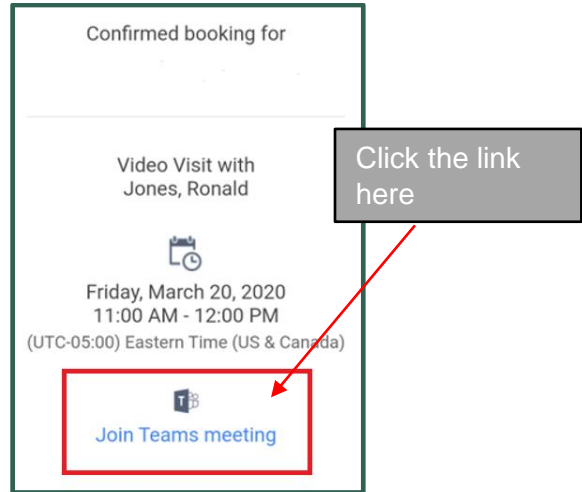 Confirmed booking for
Video Visit with
Jones, Ronald
Friday, March 20, 2020
11:00 AM - 12:00 PM
(UTC-05:00) Eastern Time (US & Canada)
Join Teams meeting
Click the link
here